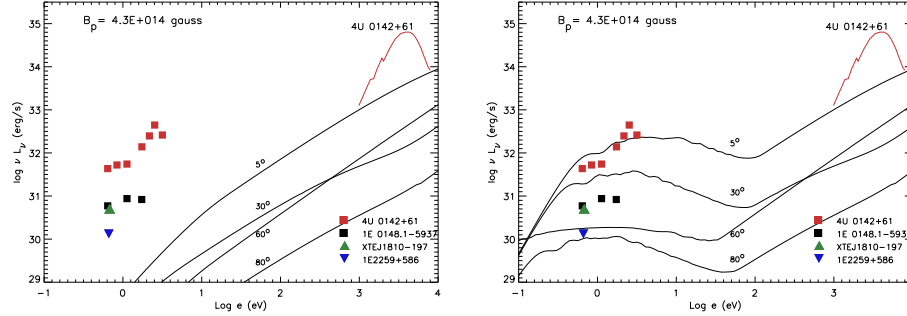 B_p= 4.3E+014 gauss
4U 0142+61
log ν L_ν (erg/s)
35
34
33
32
31
30
29
5°
30°
60°
80°
4U 0142+61
1E 0148.1-5937
XTEJ1810-197
1E2259+586
-1
0
1
2
3
4
Log e (eV)
B_p= 4.3E+014 gauss
4U 0142+61
log ν L_ν (erg/s)
35
34
33
32
31
30
29
5°
30°
60°
80°
4U 0142+61
1E 0148.1-593
XTEJ1810-197
1E2259+586
-1
0
1
2
3
Log e (eV)